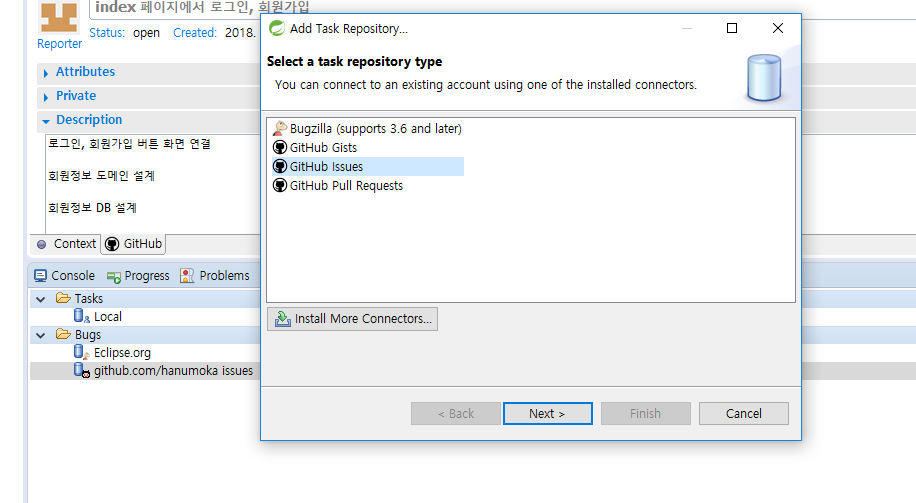 index 페이지에서 로그인, 회원가입
Reporter
Status: open Created: 2018.
Attributes
Private
Description
로그인, 회원가입 버튼 화면 연결
회원정보 도메인 설계
회원정보 DB 설계
Context GitHub
Console Progress Problems
Tasks
Local
Bugs
Eclipse.org
github.com/hanumoka issues
Add Task Repository...
Select a task repository type
You can connect to an existing account using one of the installed connectors.
Bugzilla (supports 3.6 and later)
GitHub Gists
GitHub Issues
GitHub Pull Requests
Install More Connectors...
< Back Next > Finish Cancel